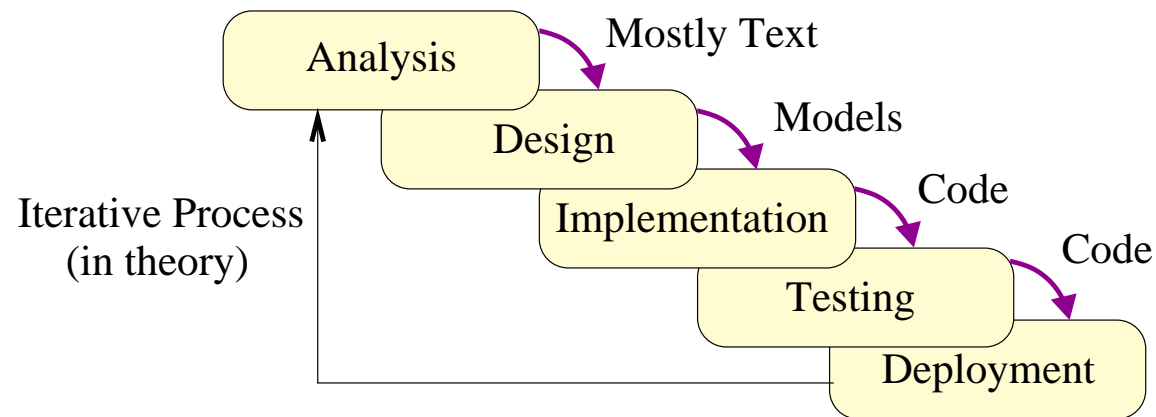 Analysis
Mostly Text
Design
Models
Implementation
Code
Iterative Process
(in theory)
Testing
Code
Deployment